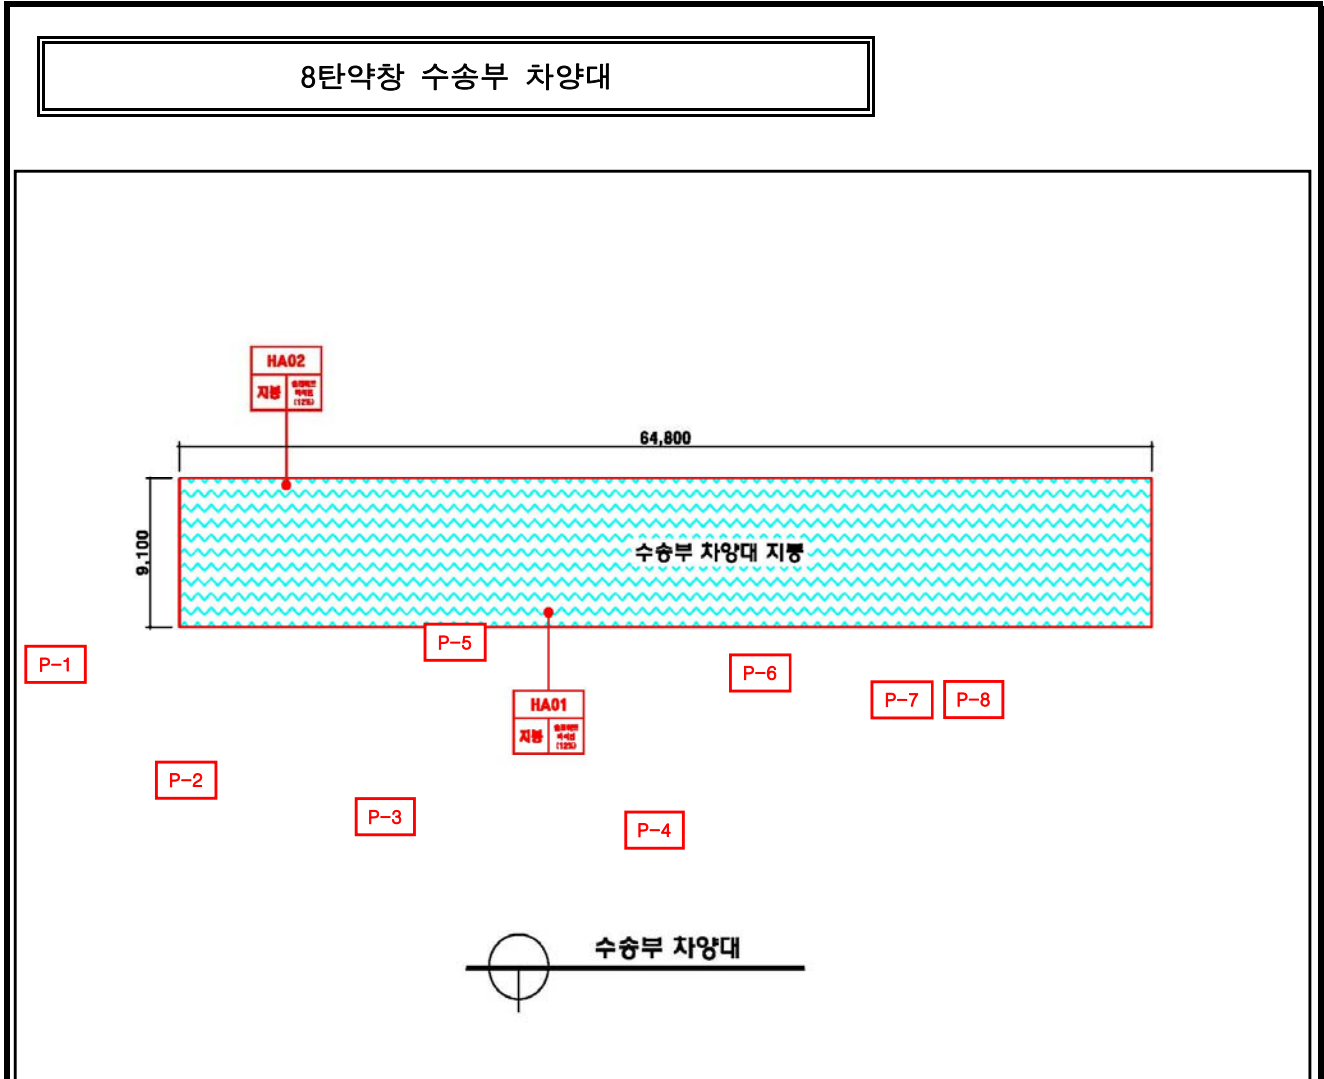 8탄약창 수송부 차양대
HA02
지붕
(12%)
64,800
9,100
수송부 차양대 지붕
P-5
P-1
P-6
P-7
P-8
HA01
지붕
(12%)
P-2
P-3
P-4
수송부 차양대